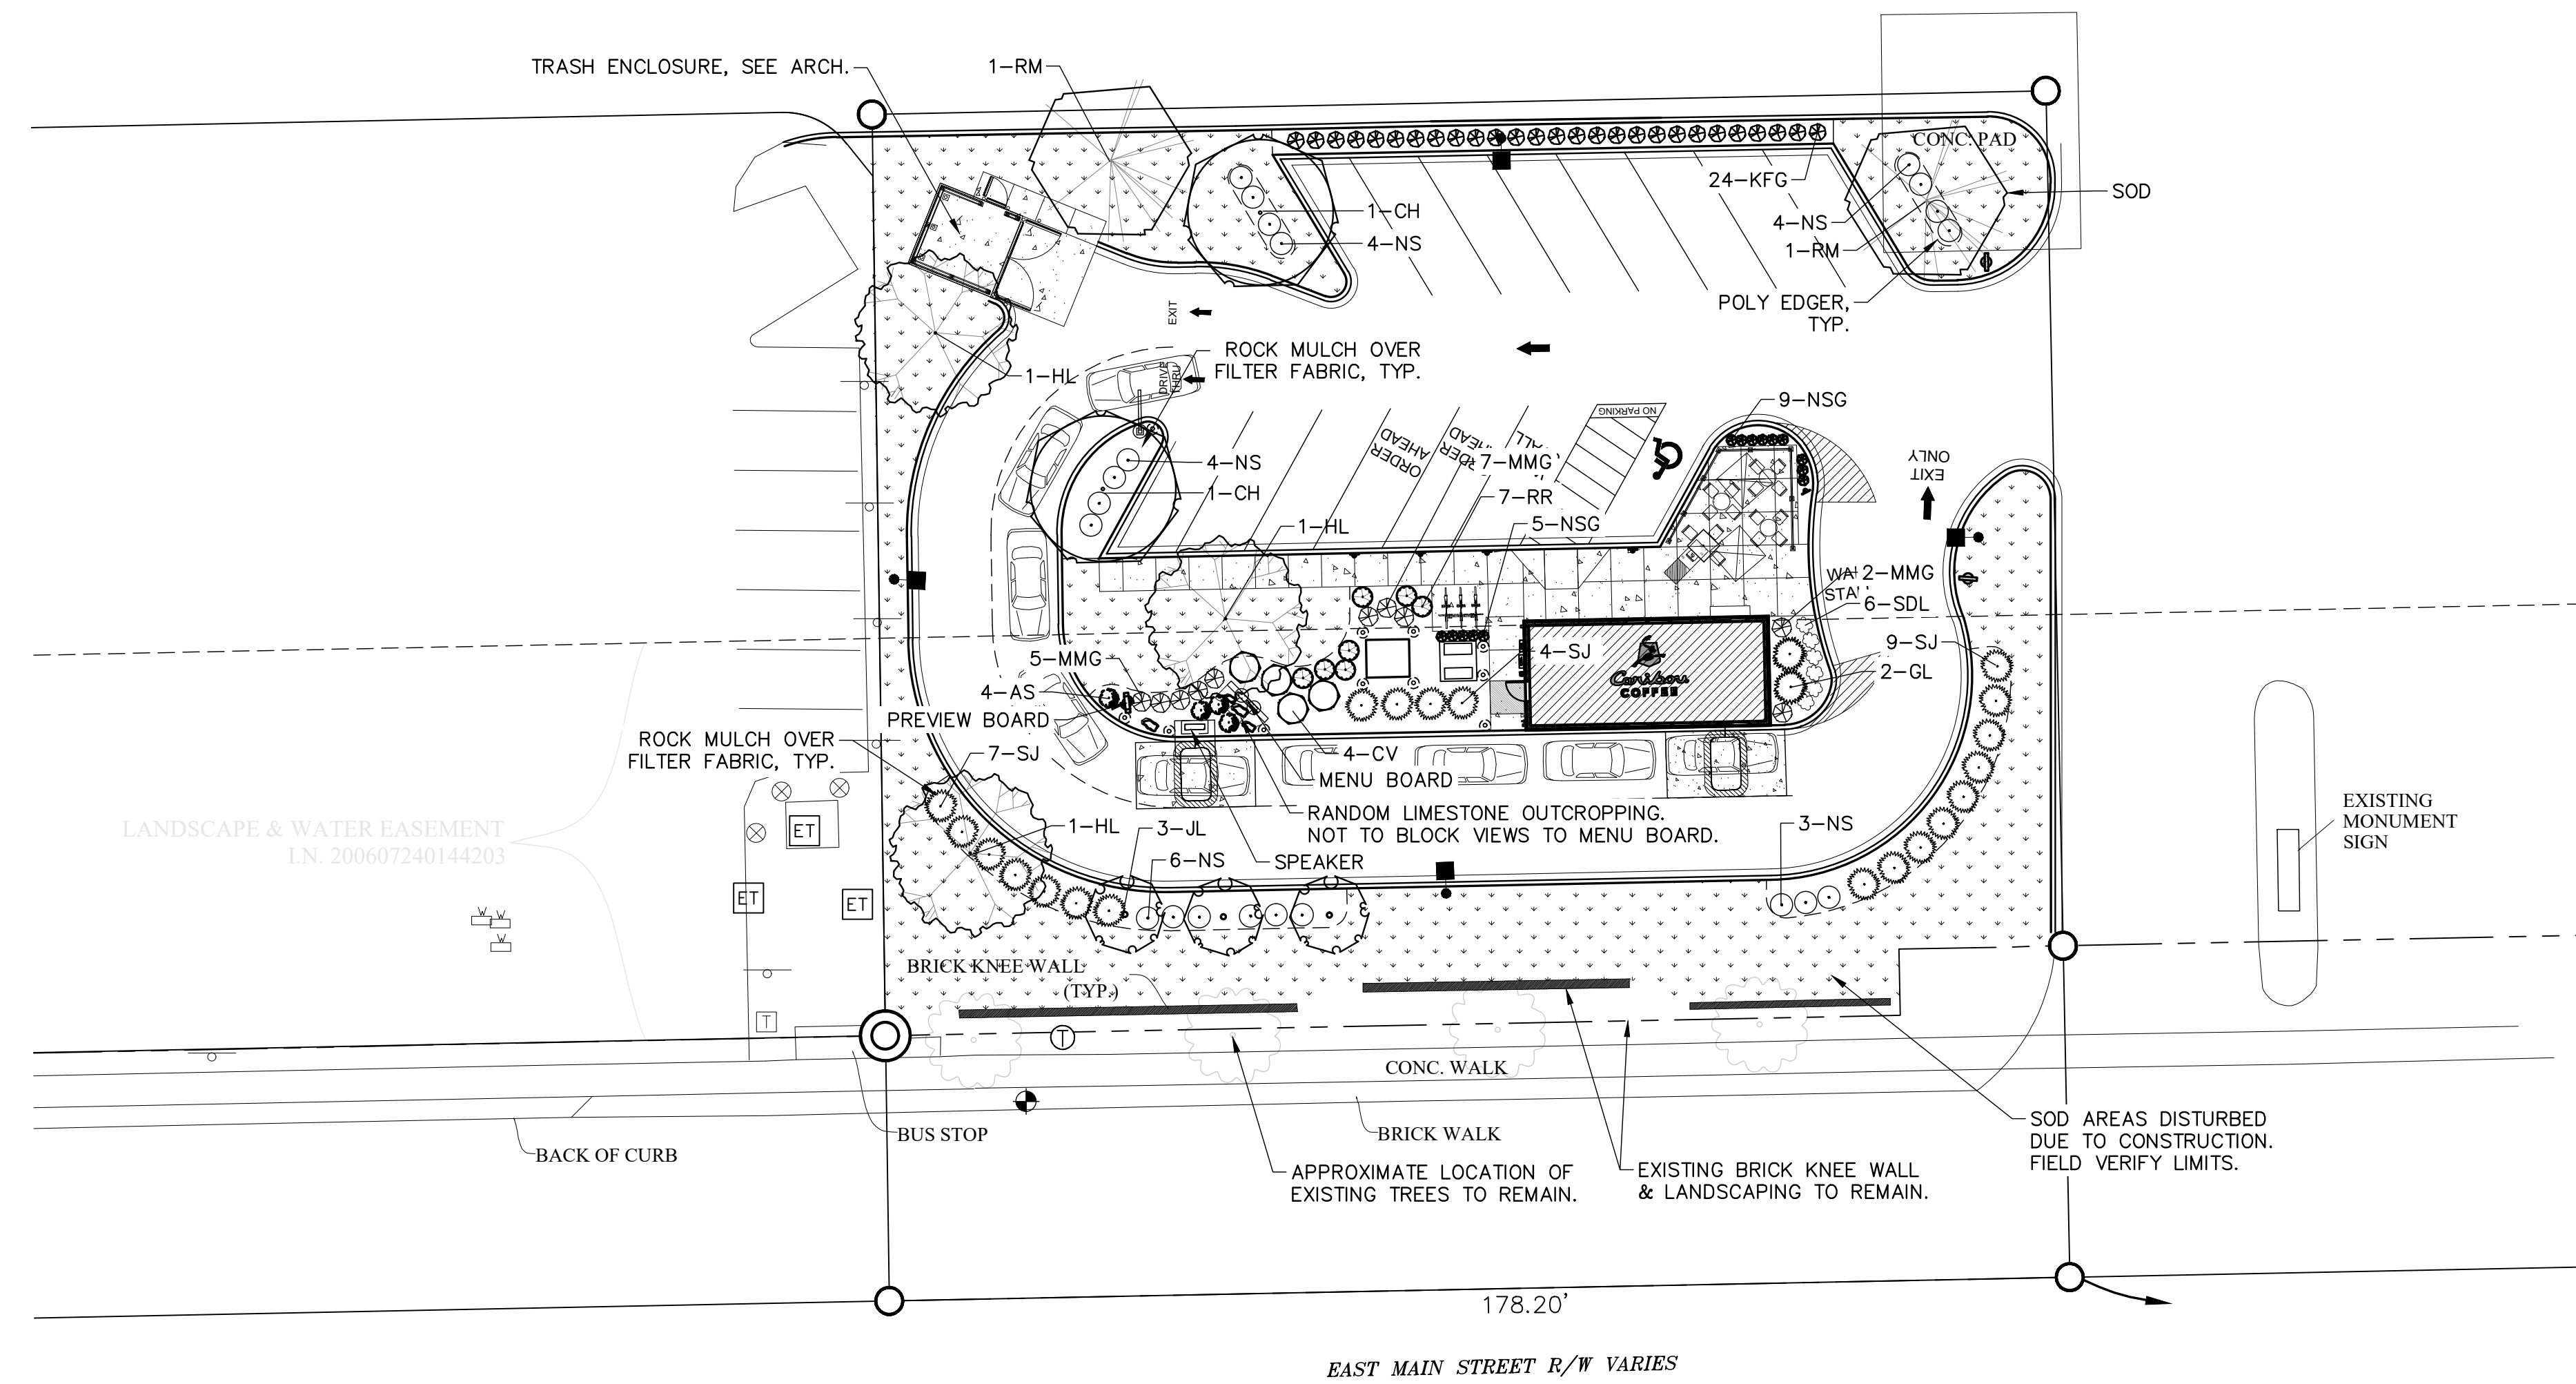 TRASH ENCLOSURE, SEE ARCH.
1-RM
CONC. PAD
24-KFG
SOD
1-CH
4-NS
4-NS
1-RM
POLY EDGER,
TYP.
EXIT
ROCK MULCH OVER
FILTER FABRIC, TYP.
DRIVE
THRU
1-HL
9-NSG
NO PARKING
ORDER
AHEAD
ORDER
AHEAD
7-MMG
4-NS
1-CH
7-RR
1-HL
5-NSG
EXIT
ONLY
2-MMG
6-SDL
9-SJ
2-GL
4-SJ
Caribou
COFFEE
5-MMG
4-AS
PREVIEW BOARD
ROCK MULCH OVER
FILTER FABRIC, TYP.
7-SJ
4-CV
MENU BOARD
RANDOM LIMESTONE OUTCROPPING.
NOT TO BLOCK VIEWS TO MENU BOARD.
EXISTING
MONUMENT
SIGN
LANDSCAPE & WATER EASEMENT
I.N. 200607240144203
ET
1-HL
3-JL
3-NS
6-NS
SPEAKER
ET
ET
BRICK KNEE WALL
(TYP.)
T
T
CONC. WALK
W
W
W
BACK OF CURB
BUS STOP
BRICK WALK
APPROXIMATE LOCATION OF
EXISTING TREES TO REMAIN.
EXISTING BRICK KNEE WALL
& LANDSCAPING TO REMAIN.
SOD AREAS DISTURBED
DUE TO CONSTRUCTION.
FIELD VERIFY LIMITS.
178.20'
EAST MAIN STREET R/W VARIES